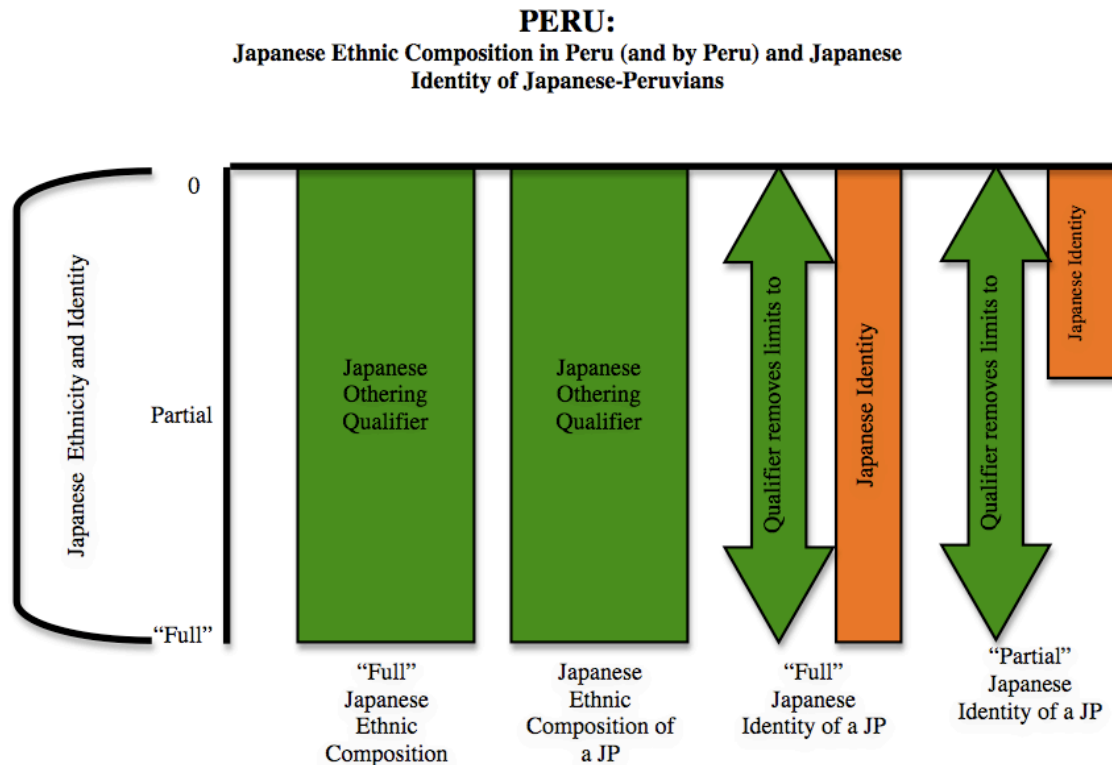 PERU:
Japanese Ethnic Composition in Peru (and by Peru) and Japanese
Identity of Japanese-Peruvians
Japanese Ethnicity and Identity
0
Partial
“Full”
Japanese
Othering
Qualifier
Japanese
Othering
Qualifier
Qualifier removes limits to
Japanese Identity
Qualifier removes limits to
Japanese Identity
“Full”
Japanese
Ethnic
Composition
Japanese
Ethnic
Composition of
a JP
“Full”
Japanese
Identity of a JP
“Partial”
Japanese
Identity of a JP